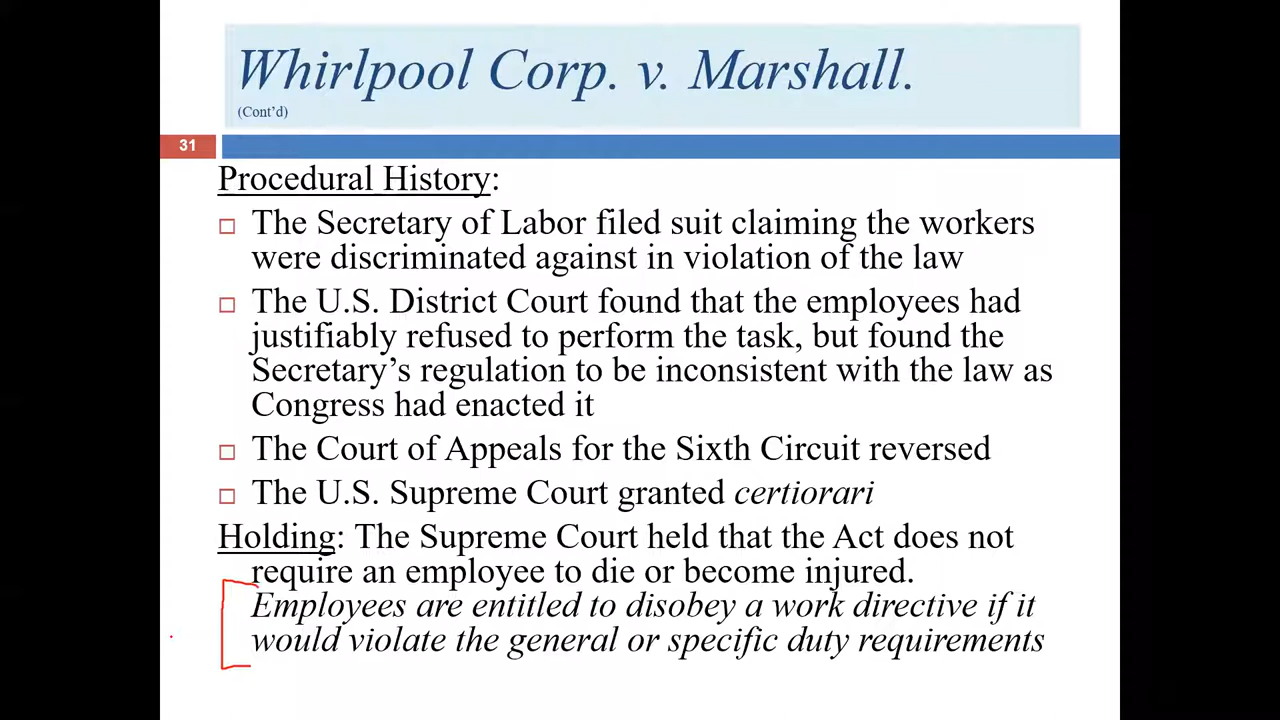 Whirlpool Corp. v. Marshall.
(Cont’d)
31
Procedural History:
The Secretary of Labor filed suit claiming the workers
were discriminated against in violation of the law
The U.S. District Court found that the employees had
justifiably refused to perform the task, but found the
Secretary’s regulation to be inconsistent with the law as
Congress had enacted it
The Court of Appeals for the Sixth Circuit reversed
The U.S. Supreme Court granted certiorari
Holding: The Supreme Court held that the Act does not
require an employee to die or become injured.
Employees are entitled to disobey a work directive if it
would violate the general or specific duty requirements